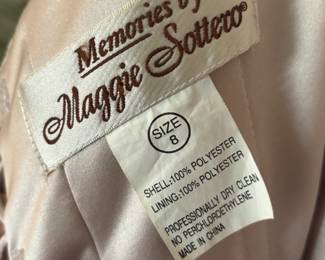 Memories by
Maggie Sottero®
SIZE
8
SHELL:100% POLYESTER
LINING:100% POLYESTER
PROFESSIONALLY DRY CLEAN
NO PERCHLOROETHYLENE
MADE IN CHINA